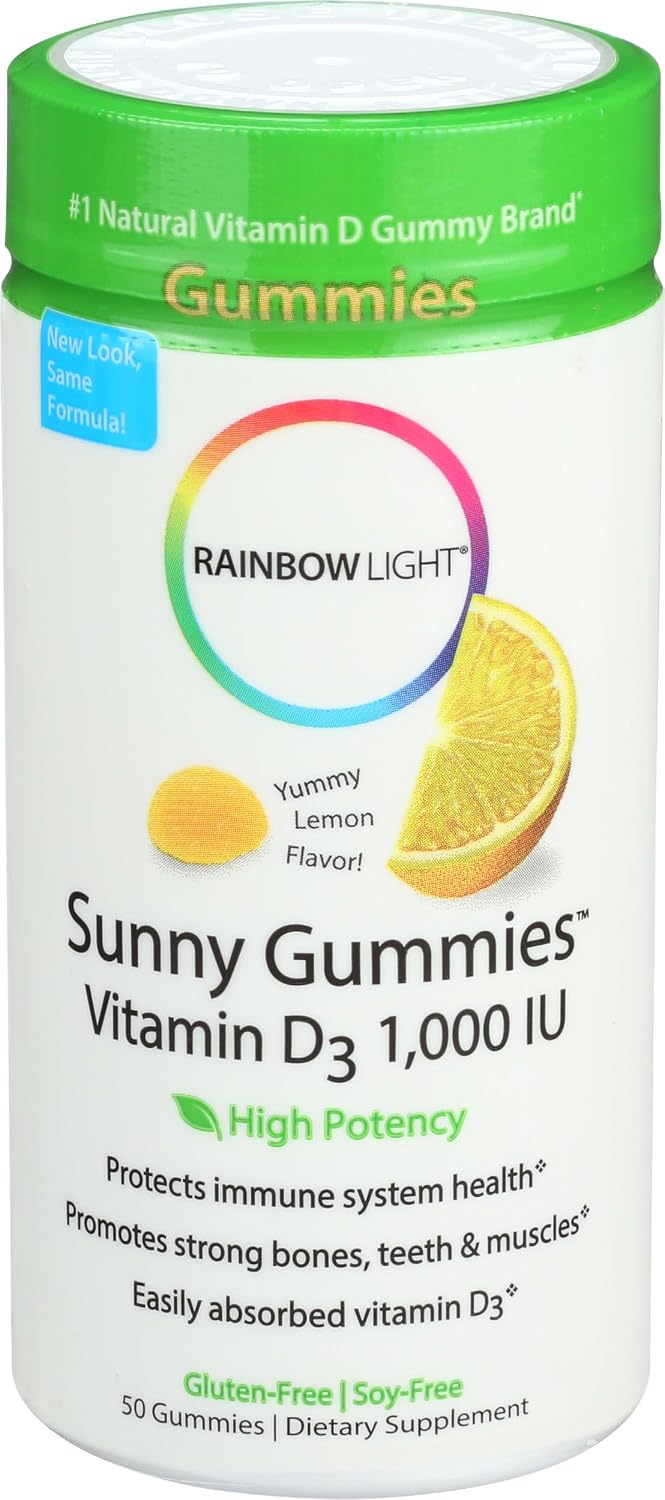 #1 Natural Vitamin D Gummy Brand*
Gummies
New Look,
Same
Formula!
RAINBOW LIGHT®
Yummy
Lemon
Flavor!
Sunny Gummies™
Vitamin D3 1,000 IU
High Potency
Protects immune system health❖
Promotes strong bones, teeth & muscles❖
Easily absorbed vitamin D3❖
Gluten-Free | Soy-Free
50 Gummies | Dietary Supplement